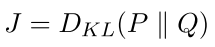 J = D_{KL}(P ∥ Q)